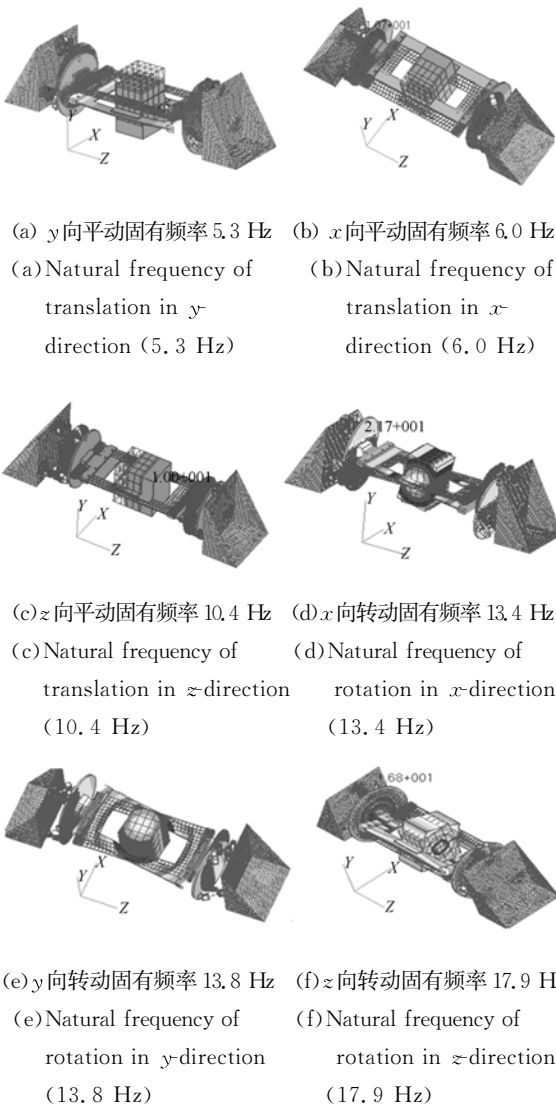 Y
X
Z
Y
X
Z
(a) y向平动固有频率 5.3 Hz
(b) x向平动固有频率 6.0 Hz
(a)Natural frequency of
translation in y-
direction (5.3 Hz)
(b)Natural frequency of
translation in x-
direction (6.0 Hz)
1.00+001
Y
X
Z
2.17+001
Y
X
Z
(c)z向平动固有频率 10.4 Hz
(d)x向转动固有频率 13.4 Hz
(c)Natural frequency of
translation in z-direction
(10.4 Hz)
(d)Natural frequency of
rotation in x-direction
(13.4 Hz)
Y
X
Z
.68+001
Y
X
Z
(e)y向转动固有频率 13.8 Hz
(f)z向转动固有频率 17.9 H
(e)Natural frequency of
rotation in y-direction
(13.8 Hz)
(f)Natural frequency of
rotation in z-direction
(17.9 Hz)